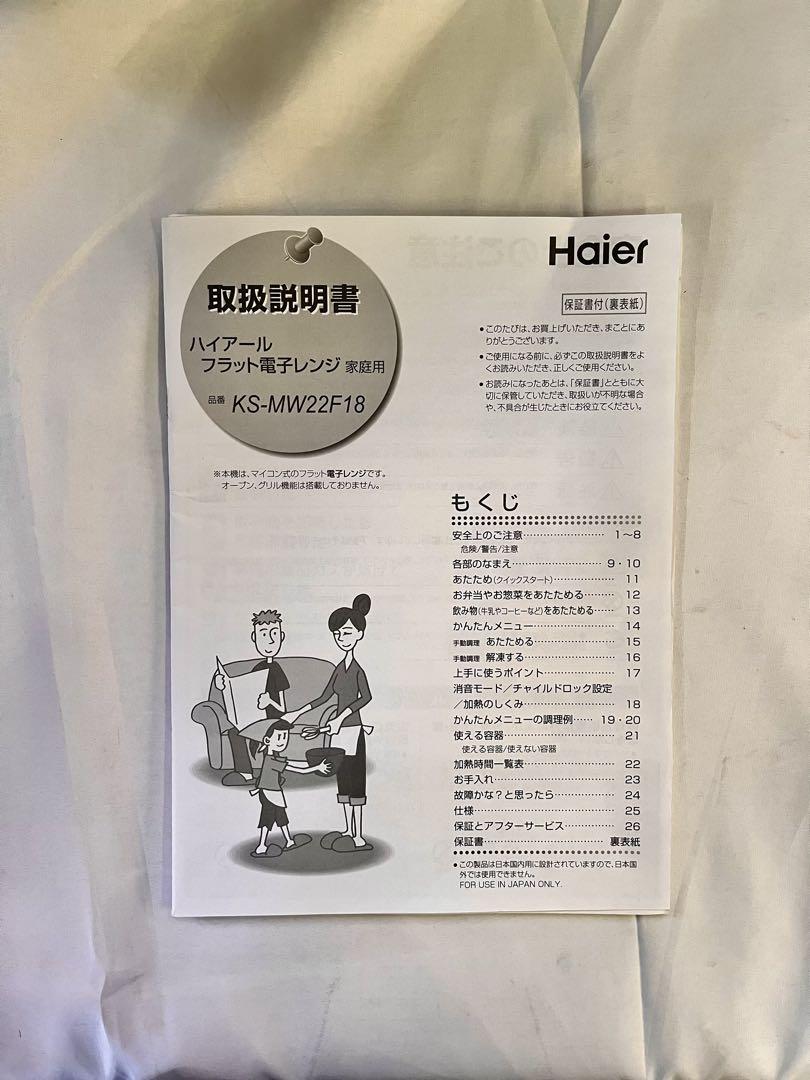 Haier
取扱説明書
ハイアール
フラット電子レンジ 家庭用
品番 KS-MW22F18
保証書付(裏表紙)
●このたびは、お買上げいただき、まことにあ
りがとうございます。
●ご使用になる前に、必ずこの取扱説明書をよ
くお読みいただき、正しくご使用ください。
●お読みになったあとは、「保証書」とともに大
切に保管していただき、取扱いが不明な場合
や、不具合が生じたときにお役立てください。
※本機は、マイコン式のフラット電子レンジです。
オーブン、グリル機能は搭載しておりません。
もくじ
安全上のご注意 1〜8
危険/警告/注意
各部のなまえ 9・10
あたため(クイックスタート) 11
お弁当やお惣菜をあたためる 12
飲み物(牛乳やコーヒーなど)をあたためる 13
かんたんメニュー 14
手動調理 あたためる 15
手動調理 解凍する 16
上手に使うポイント 17
消音モード/チャイルドロック設定
/加熱のしくみ 18
かんたんメニューの調理例 19・20
使える容器 21
使える容器/使えない容器
加熱時間一覧表 22
お手入れ 23
故障かな?と思ったら 24
仕様 25
保証とアフターサービス 26
保証書 裏表紙
●この製品は日本国内用に設計されていますので、日本国
外では使用できません。
FOR USE IN JAPAN ONLY.